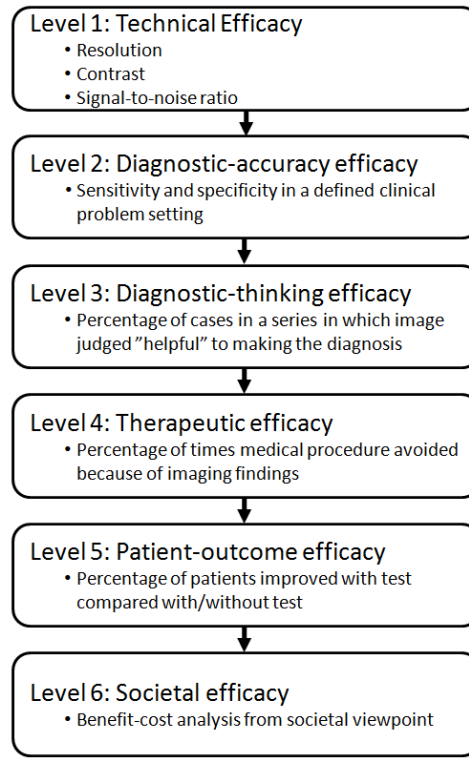 Level 1: Technical Efficacy
• Resolution
• Contrast
• Signal-to-noise ratio
Level 2: Diagnostic-accuracy efficacy
• Sensitivity and specificity in a defined clinical
problem setting
Level 3: Diagnostic-thinking efficacy
• Percentage of cases in a series in which image
judged ”helpful” to making the diagnosis
Level 4: Therapeutic efficacy
• Percentage of times medical procedure avoided
because of imaging findings
Level 5: Patient-outcome efficacy
• Percentage of patients improved with test
compared with/without test
Level 6: Societal efficacy
• Benefit-cost analysis from societal viewpoint